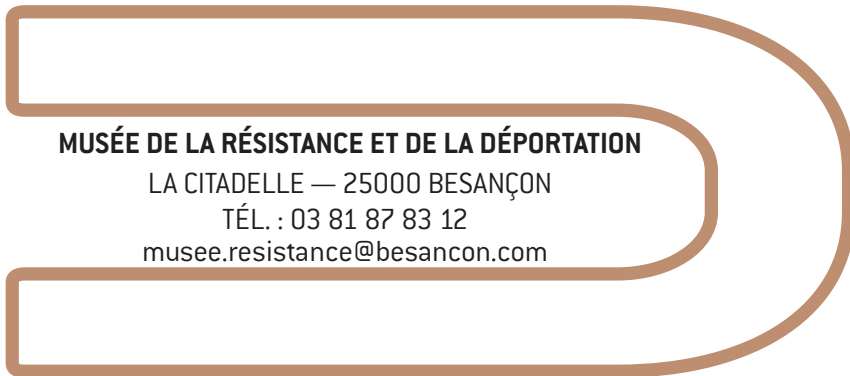 MUSÉE DE LA RÉSISTANCE ET DE LA DÉPORTATION
LA CITADELLE — 25000 BESANÇON
TÉL. : 03 81 87 83 12
musee.resistance@besancon.com